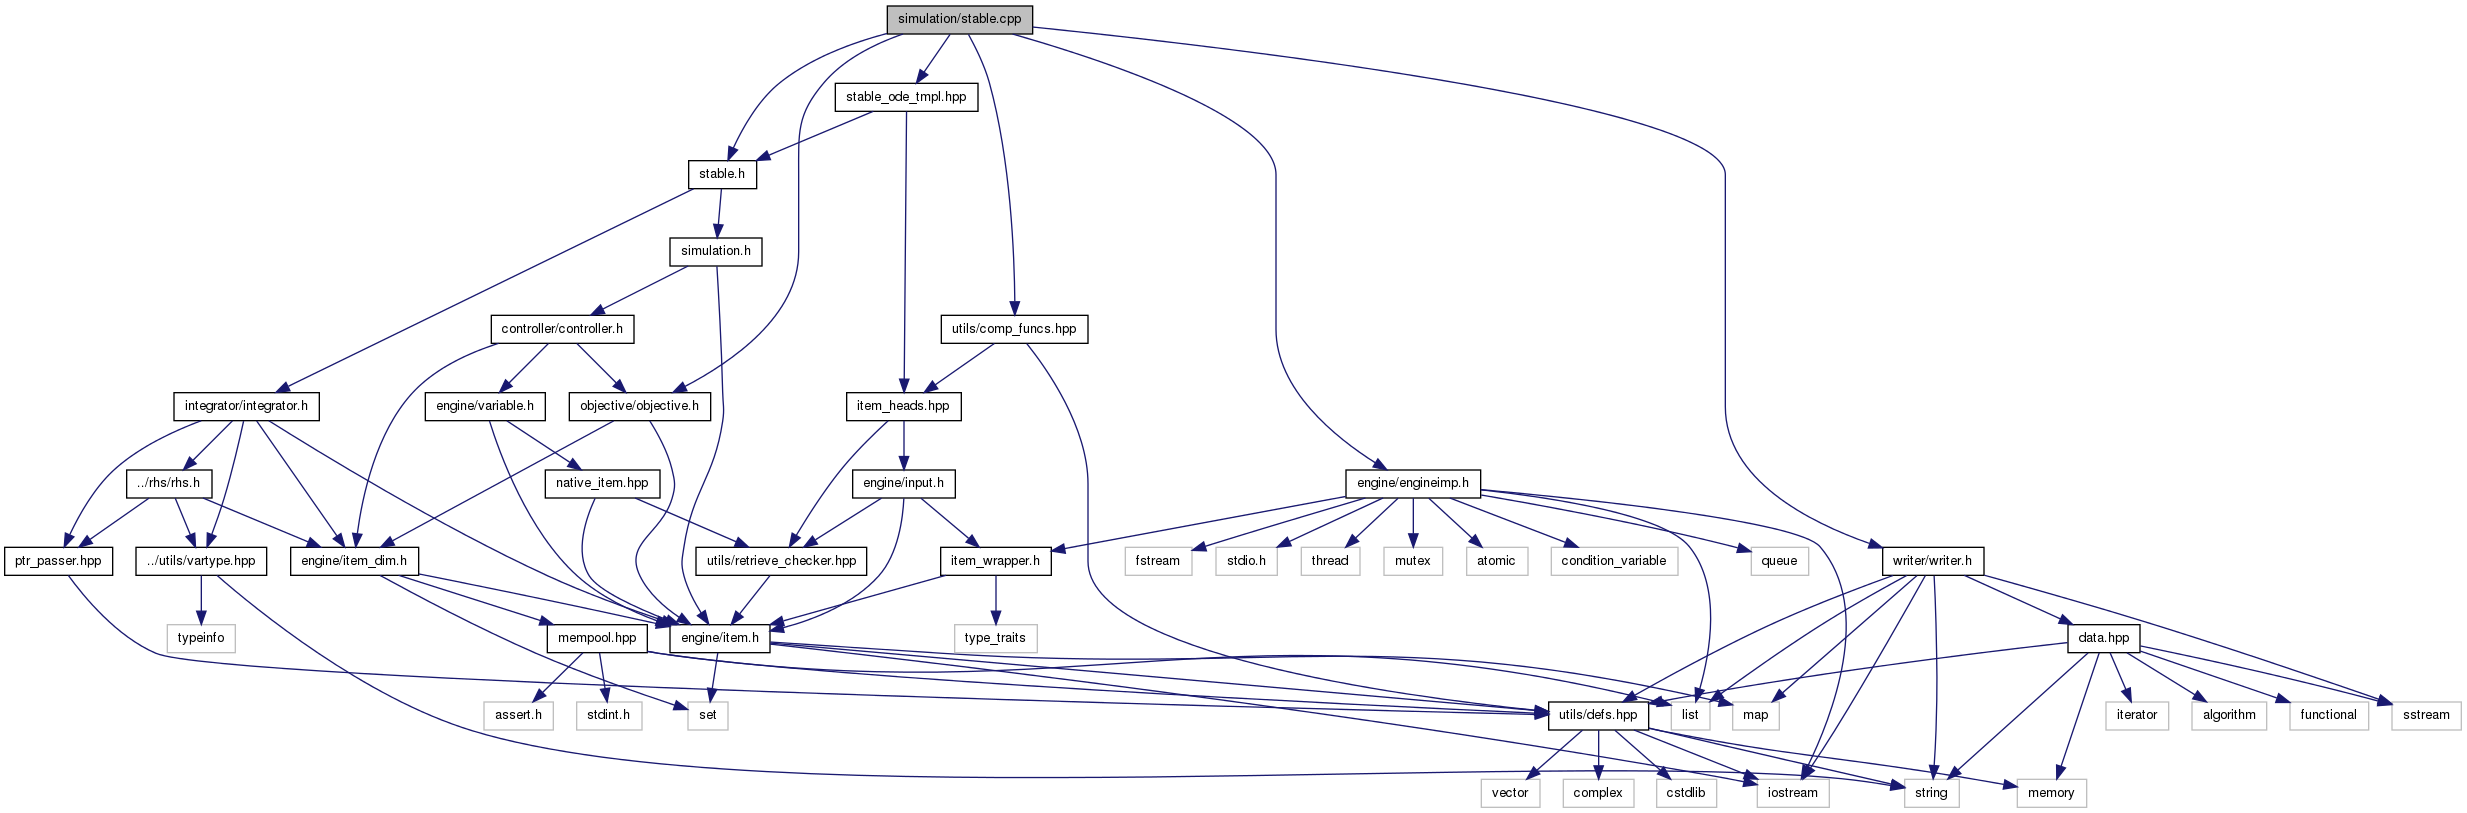 simulation/stable.cpp
stable_ode_tmpl.hpp
stable.h
simulation.h
controller/controller.h
utils/comp_funcs.hpp
integrator/integrator.h
engine/variable.h
objective/objective.h
item_heads.hpp
../rhs/rhs.h
native_item.hpp
engine/input.h
engine/engineimp.h
ptr_passer.hpp
../utils/vartype.hpp
engine/item_dim.h
utils/retrieve_checker.hpp
item_wrapper.h
fstream
stdio.h
thread
mutex
atomic
condition_variable
queue
writer/writer.h
typeinfo
mempool.hpp
engine/item.h
type_traits
data.hpp
assert.h
stdint.h
set
utils/defs.hpp
list
map
iterator
algorithm
functional
sstream
vector
complex
cstdlib
iostream
string
memory